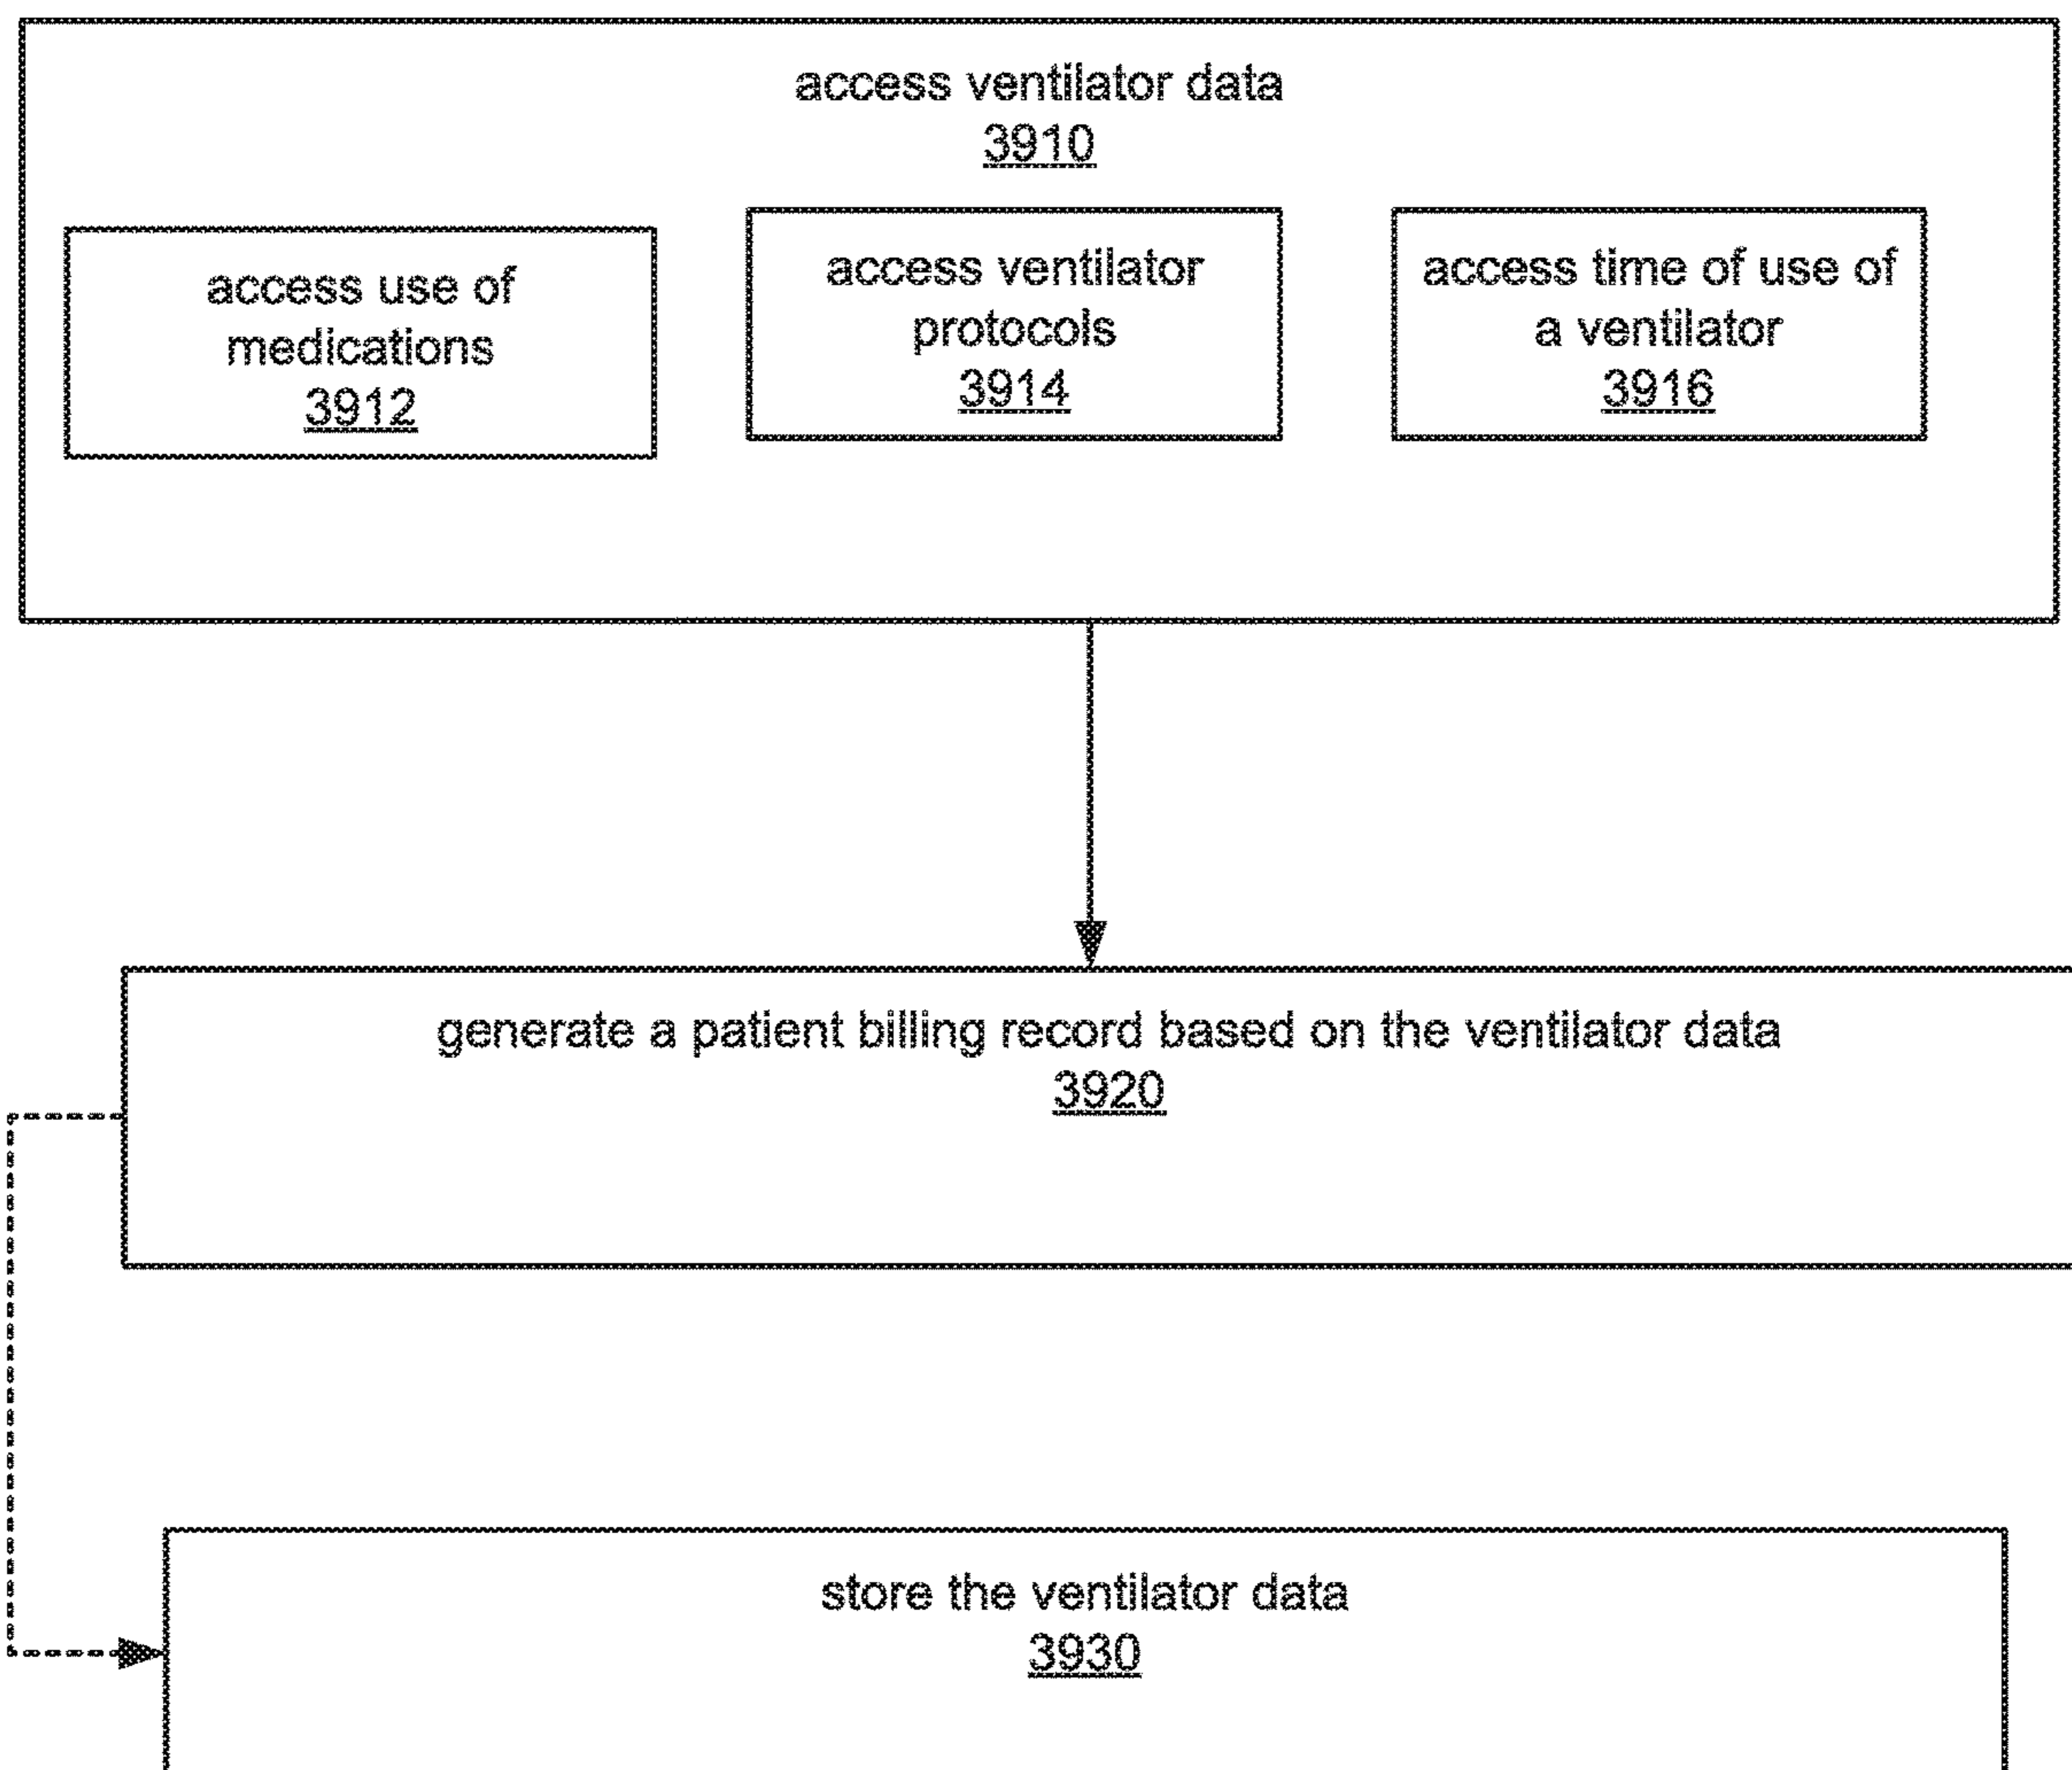 access ventilator data
3910
access use of
medications
3912
access ventilator
protocols
3914
access time of use of
a ventilator
3916
generate a patient billing record based on the ventilator data
3920
store the ventilator data
3930